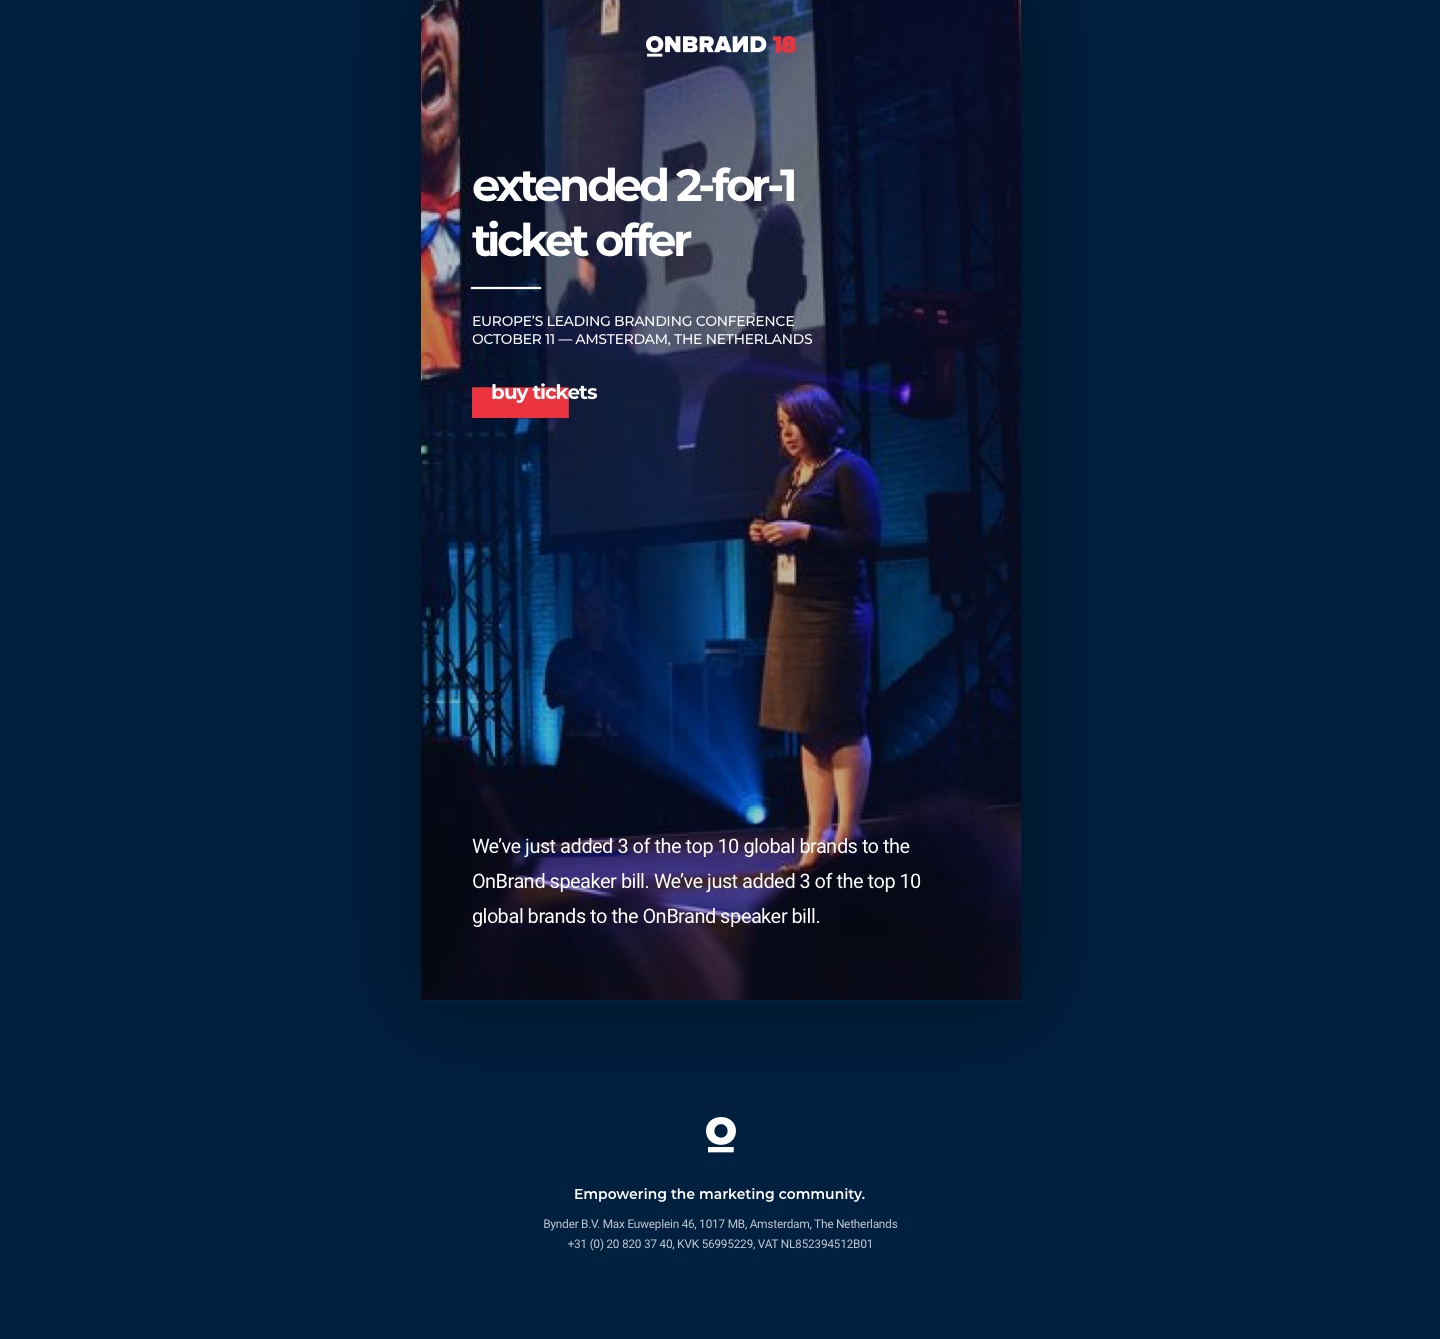 ONBRAND 18
extended 2-for-1
ticket offer
EUROPE’S LEADING BRANDING CONFERENCE
OCTOBER 11 — AMSTERDAM, THE NETHERLANDS
buy tickets
We’ve just added 3 of the top 10 global brands to the
OnBrand speaker bill. We’ve just added 3 of the top 10
global brands to the OnBrand speaker bill.
Empowering the marketing community.
Bynder B.V. Max Euweplein 46, 1017 MB, Amsterdam, The Netherlands
+31 (0) 20 820 37 40, KVK 56995229, VAT NL852394512B01